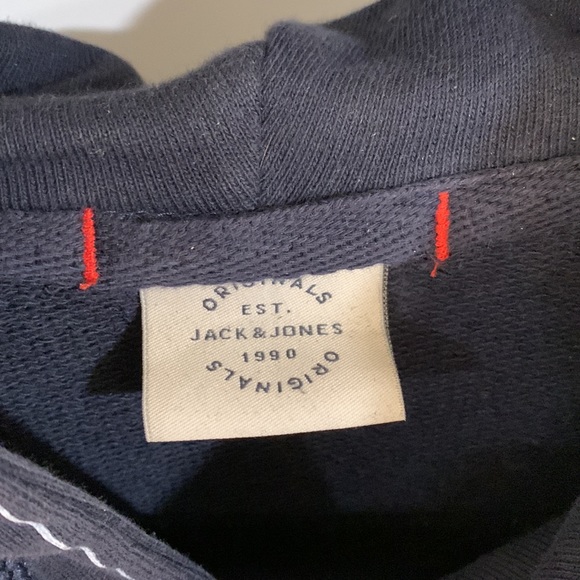 ORIGINALS
EST.
JACK & JONES
1990
ORIGINALS